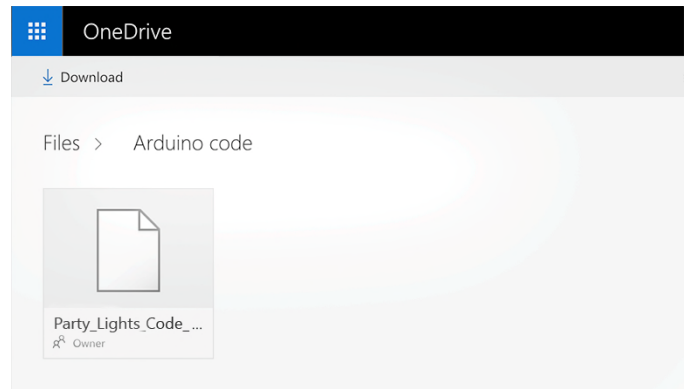 OneDrive
Download
Files > Arduino code
Party_Lights_Code_...
Owner